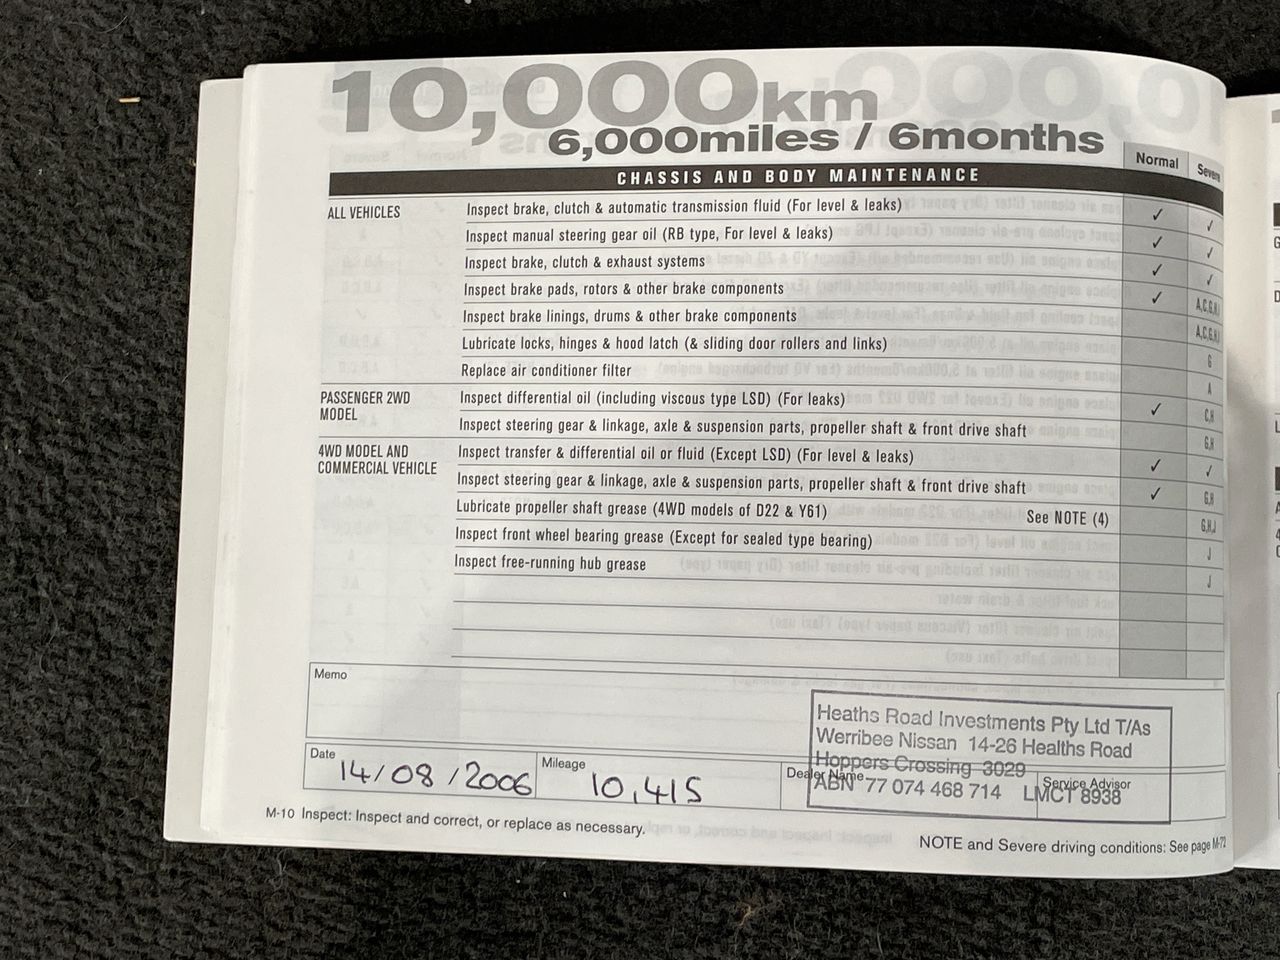 10,000km
6,000miles / 6months
Normal Severe
CHASSIS AND BODY MAINTENANCE
ALL VEHICLES
Inspect brake, clutch & automatic transmission fluid (For level & leaks) ✓ ✓
Inspect manual steering gear oil (RB type, For level & leaks) ✓ ✓
Inspect brake, clutch & exhaust systems ✓ ✓
Inspect brake pads, rotors & other brake components ✓
Inspect brake linings, drums & other brake components
Lubricate locks, hinges & hood latch (& sliding door rollers and links) G
Replace air conditioner filter A
PASSENGER 2WD
MODEL
Inspect differential oil (including viscous type LSD) (For leaks) ✓ C,H
Inspect steering gear & linkage, axle & suspension parts, propeller shaft & front drive shaft G,H
4WD MODEL AND
COMMERCIAL VEHICLE
Inspect transfer & differential oil or fluid (Except LSD) (For level & leaks) ✓ ✓
Inspect steering gear & linkage, axle & suspension parts, propeller shaft & front drive shaft ✓ G,H
Lubricate propeller shaft grease (4WD models of D22 & Y61) See NOTE (4) G,H,J
Inspect front wheel bearing grease (Except for sealed type bearing) J
Inspect free-running hub grease J
Memo
Heaths Road Investments Pty Ltd T/As
Werribee Nissan 14-26 Healths Road
Hoppers Crossing 3029
ABN 77 074 468 714 LMCT 8938
Date 14/08/2006
Mileage 10,415
Dealer Name
Service Advisor
M-10 Inspect: Inspect and correct, or replace as necessary.
NOTE and Severe driving conditions: See page M-72